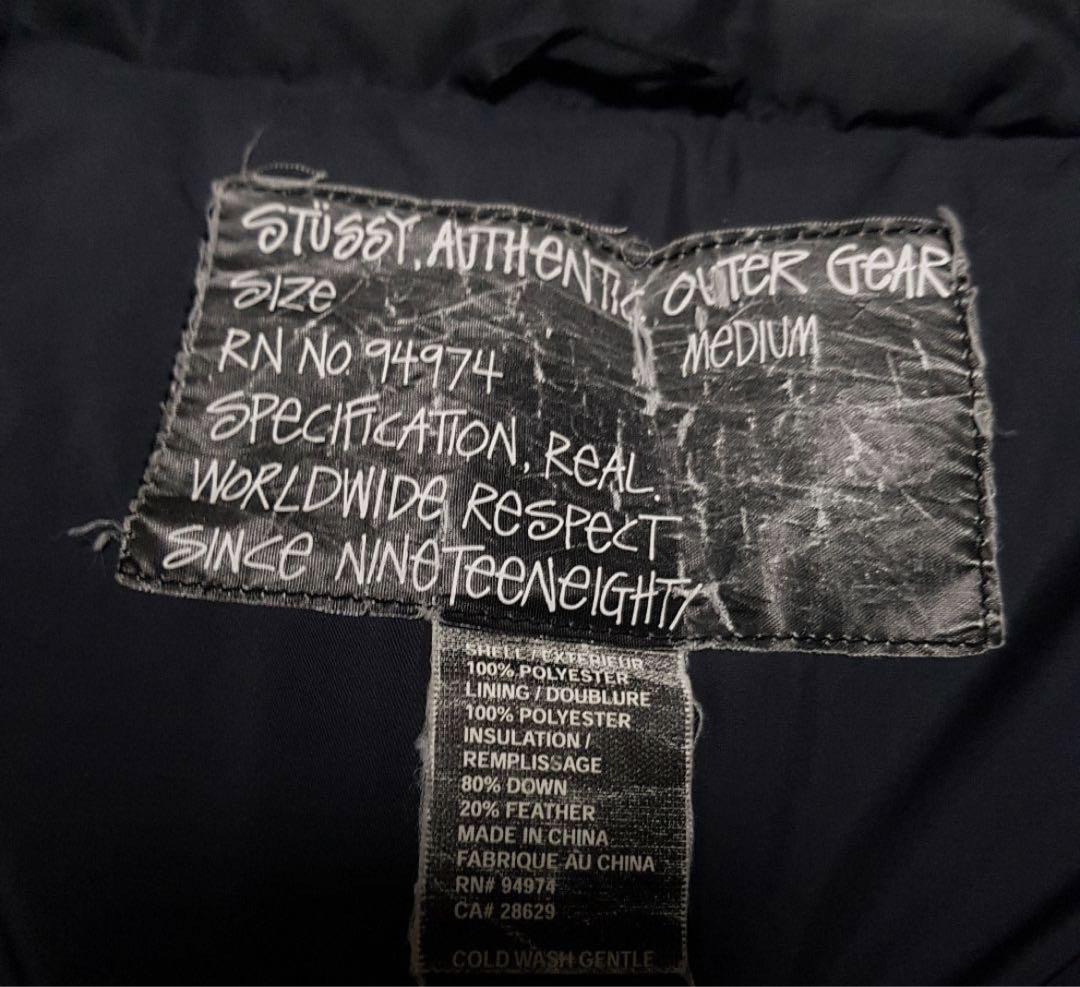 STÜSSY. AUTHENTIC OUTER GEAR
SIZE MEDIUM
RN NO. 94974
SPECIFICATION, REAL.
WORLDWIDE RESPECT
SINCE NINETEENEIGHTY
SHELL / EXTERIEUR
100% POLYESTER
LINING / DOUBLURE
100% POLYESTER
INSULATION /
REMPLISSAGE
80% DOWN
20% FEATHER
MADE IN CHINA
FABRIQUE AU CHINA
RN# 94974
CA# 28629
COLD WASH GENTLE